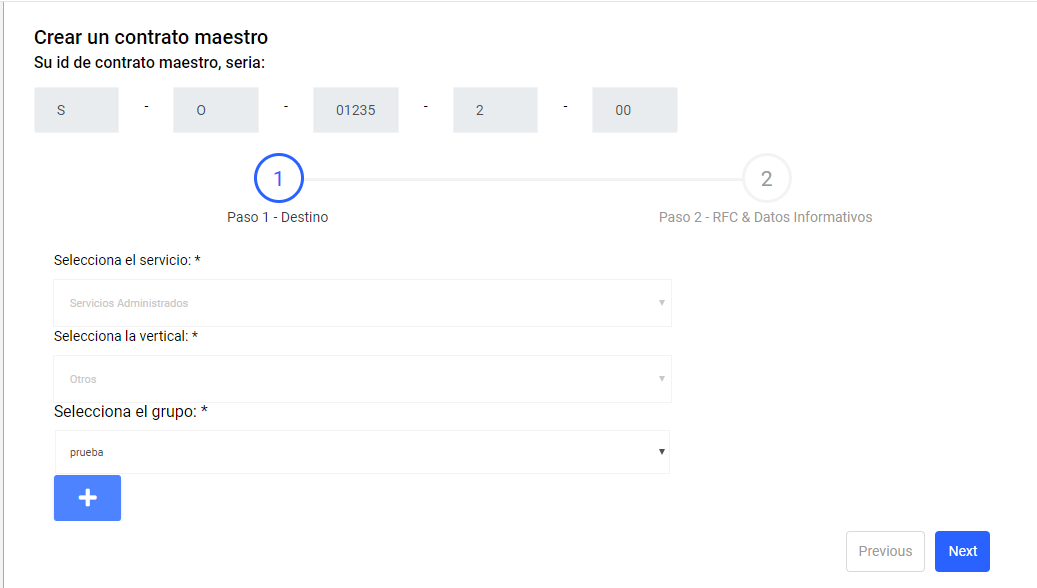 Crear un contrato maestro
Su id de contrato maestro, seria:
S - O - 01235 - 2 - 00
1 2
Paso 1 - Destino Paso 2 - RFC & Datos Informativos
Selecciona el servicio: *
Servicios Administrados
Selecciona la vertical: *
Otros
Selecciona el grupo: *
prueba
+
Previous Next